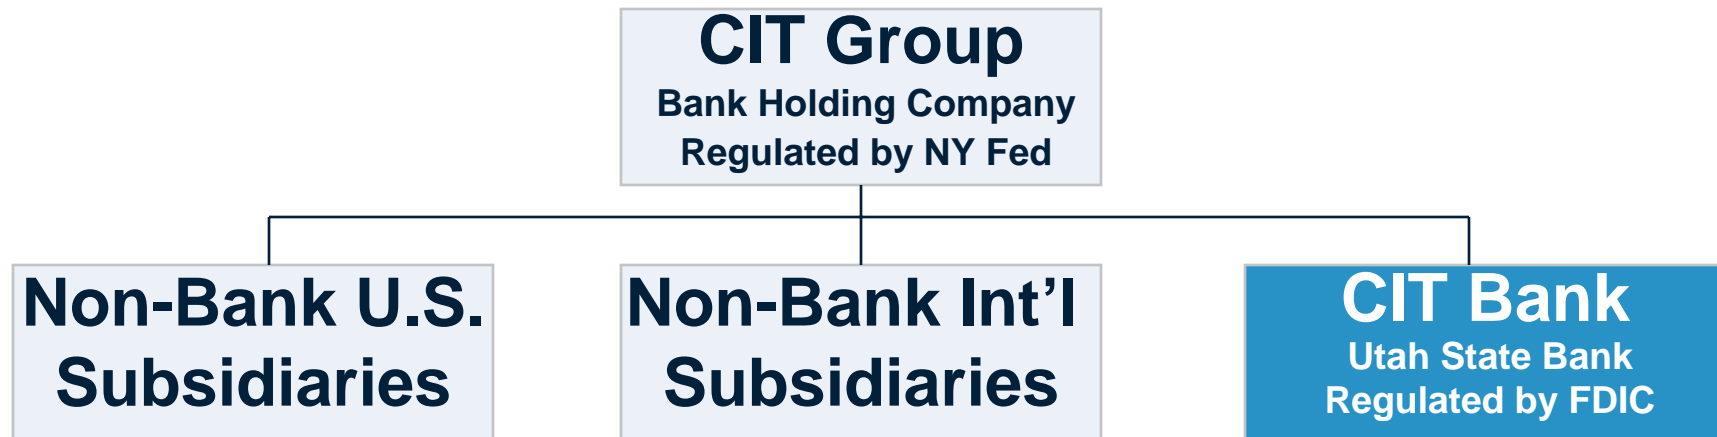 CIT Group
Bank Holding Company
Regulated by NY Fed
Non-Bank U.S.
Subsidiaries
Non-Bank Int’l
Subsidiaries
CIT Bank
Utah State Bank
Regulated by FDIC